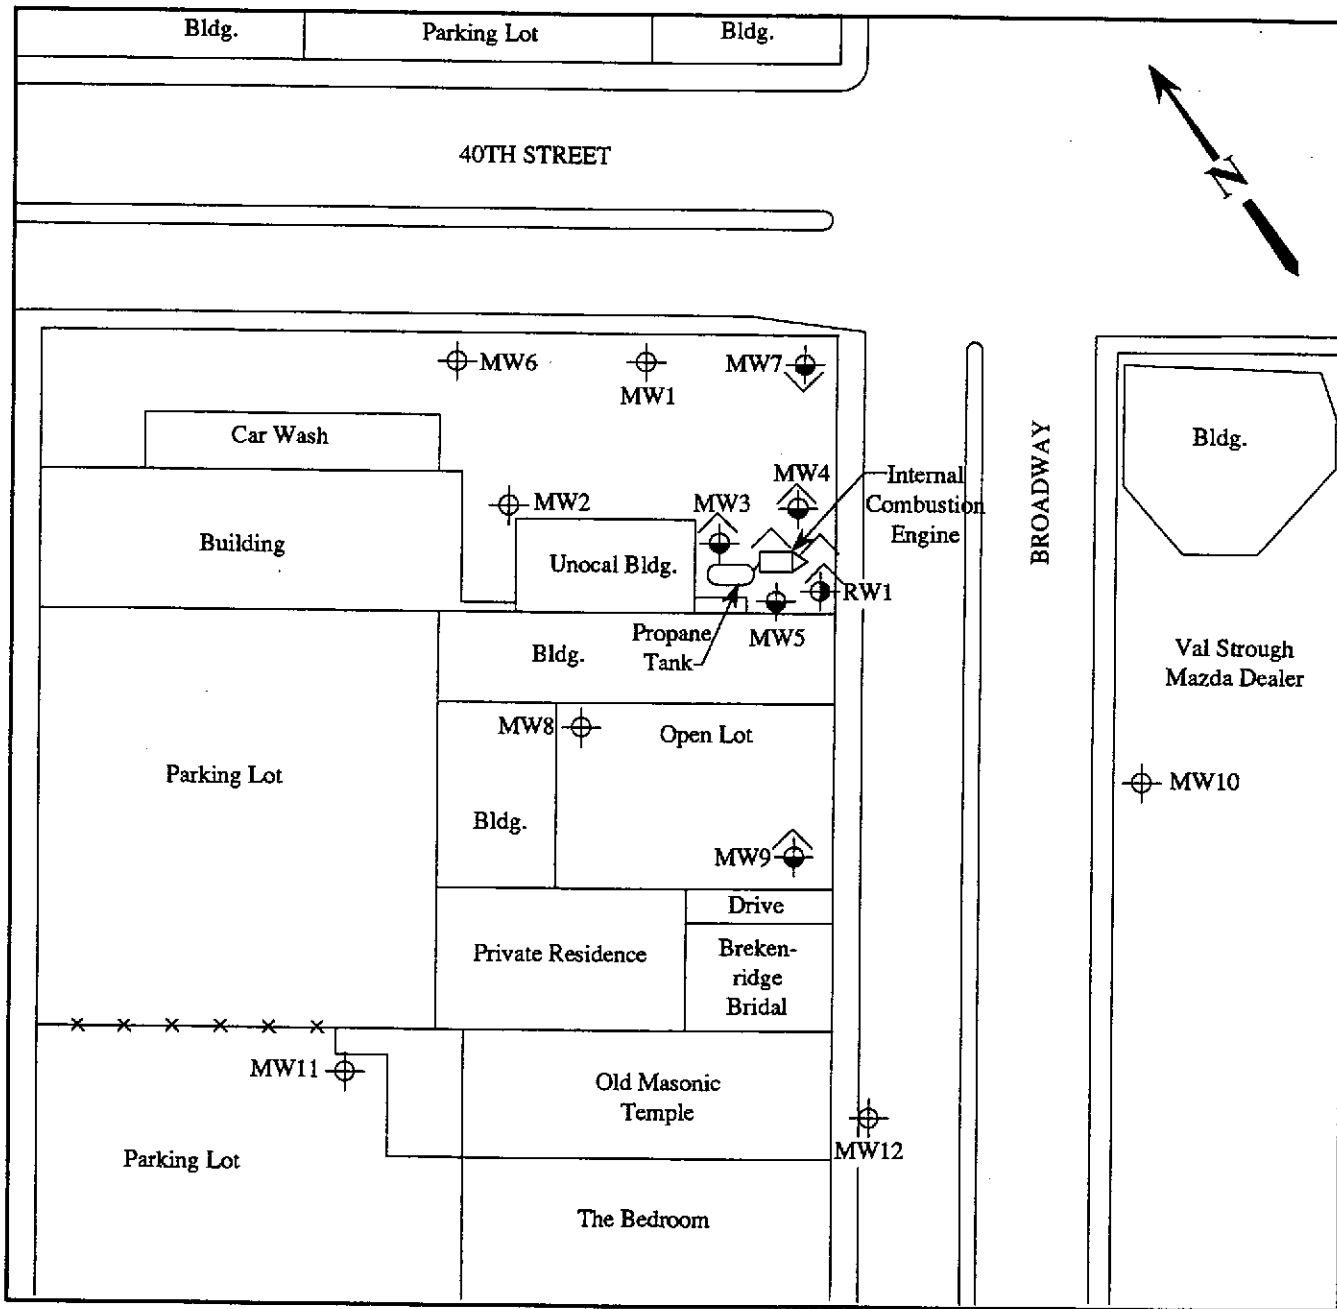 Bldg.
Parking Lot
Bldg.
40TH STREET
N
MW6
MW1
MW7
Car Wash
Bldg.
BROADWAY
MW2
MW3
MW4
Internal
Combustion
Engine
Building
Unocal Bldg.
RW1
Propane
Tank
MW5
Bldg.
Val Strough
Mazda Dealer
MW8
Open Lot
Parking Lot
MW10
Bldg.
MW9
Drive
Private Residence
Breken-
ridge
Bridal
MW11
Old Masonic
Temple
MW12
Parking Lot
The Bedroom